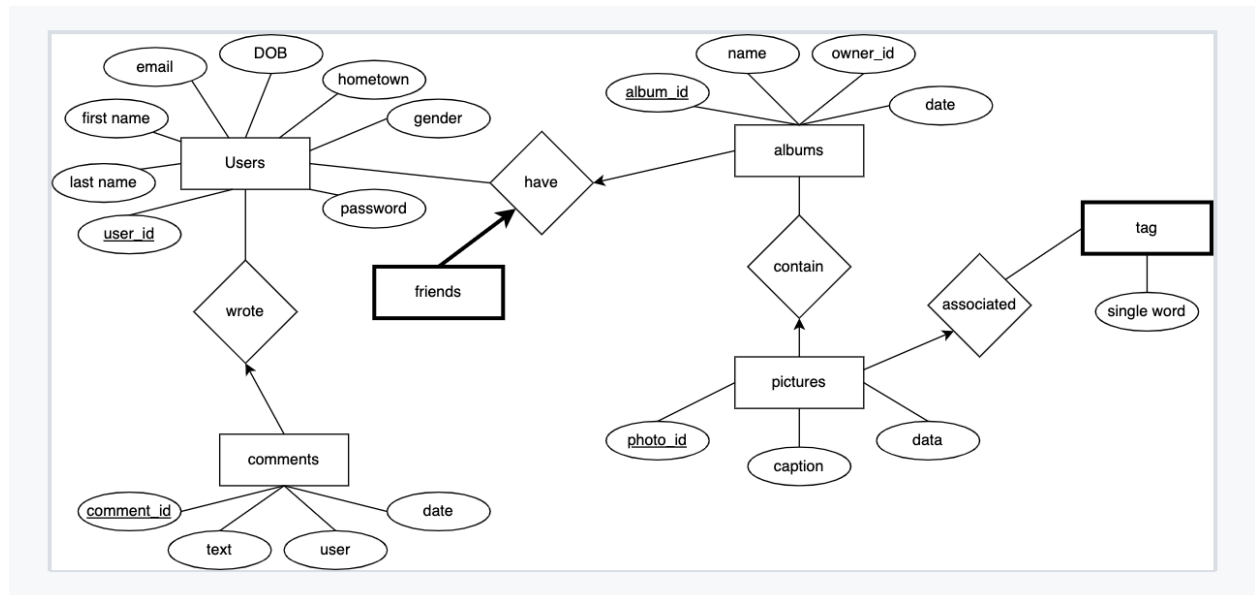 DOB
email
hometown
first name
gender
Users
last name
password
user_id
have
friends
wrote
comments
comment_id
date
text
user
name
owner_id
album_id
date
albums
contain
tag
associated
single word
pictures
photo_id
data
caption